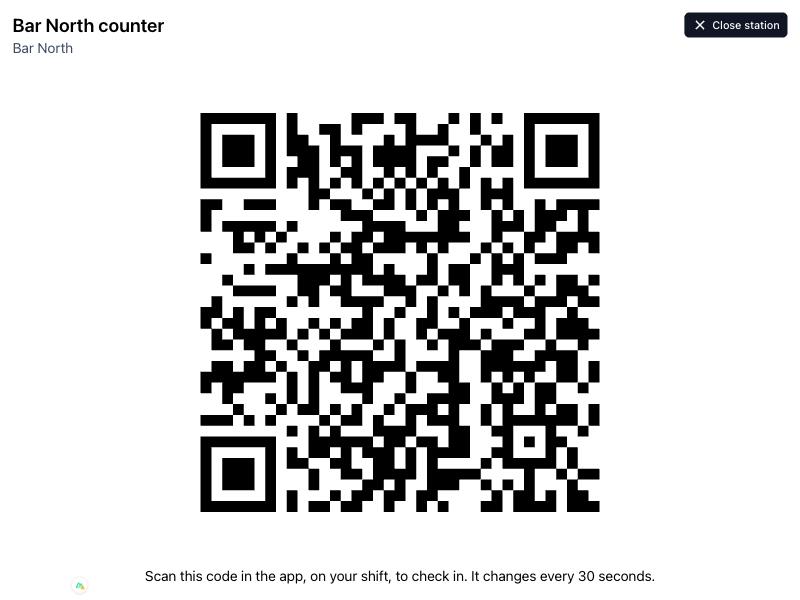 Bar North counter
Close station
Bar North
Scan this code in the app, on your shift, to check in. It changes every 30 seconds.